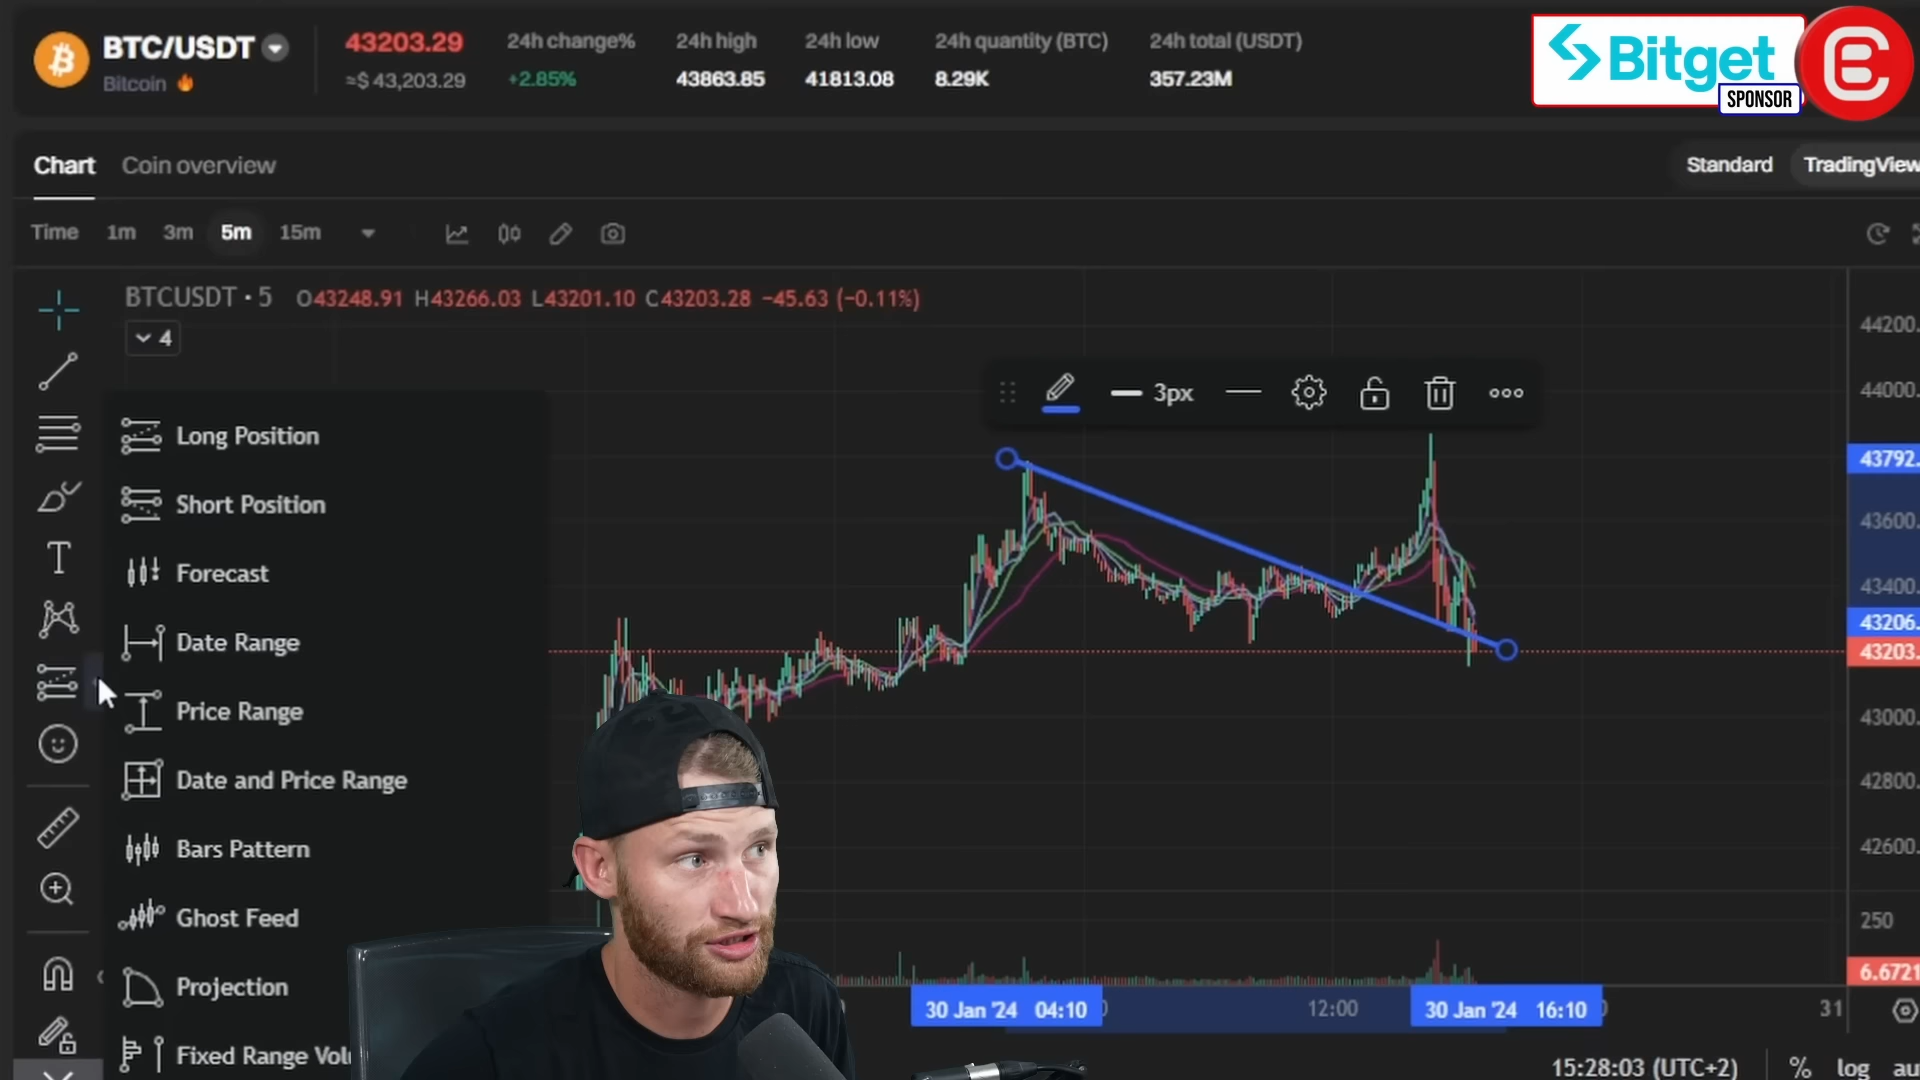 BTC/USDT
Bitcoin
43203.29
≈$ 43,203.29
24h change%
+2.85%
24h high
43863.85
24h low
41813.08
24h quantity (BTC)
8.29K
24h total (USDT)
357.23M
Bitget
SPONSOR
Chart
Coin overview
Standard
TradingView
Time 1m 3m 5m 15m
BTCUSDT · 5 O43248.91 H43266.03 L43201.10 C43203.28 −45.63 (−0.11%)
4
3px
Long Position
Short Position
Forecast
Date Range
Price Range
Date and Price Range
Bars Pattern
Ghost Feed
Projection
Fixed Range Vol
44200.
44000.
43792.
43600.
43400.
43206.
43203.
43000.
42800.
42600.
250
6.6721
30 Jan '24 04:10
12:00
30 Jan '24 16:10
31
15:28:03 (UTC+2)
%
log
au